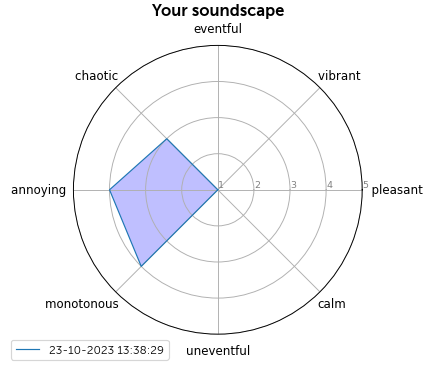 Your soundscape
eventful
chaotic
vibrant
annoying
1 2 3 4 5
pleasant
monotonous
calm
uneventful
23-10-2023 13:38:29